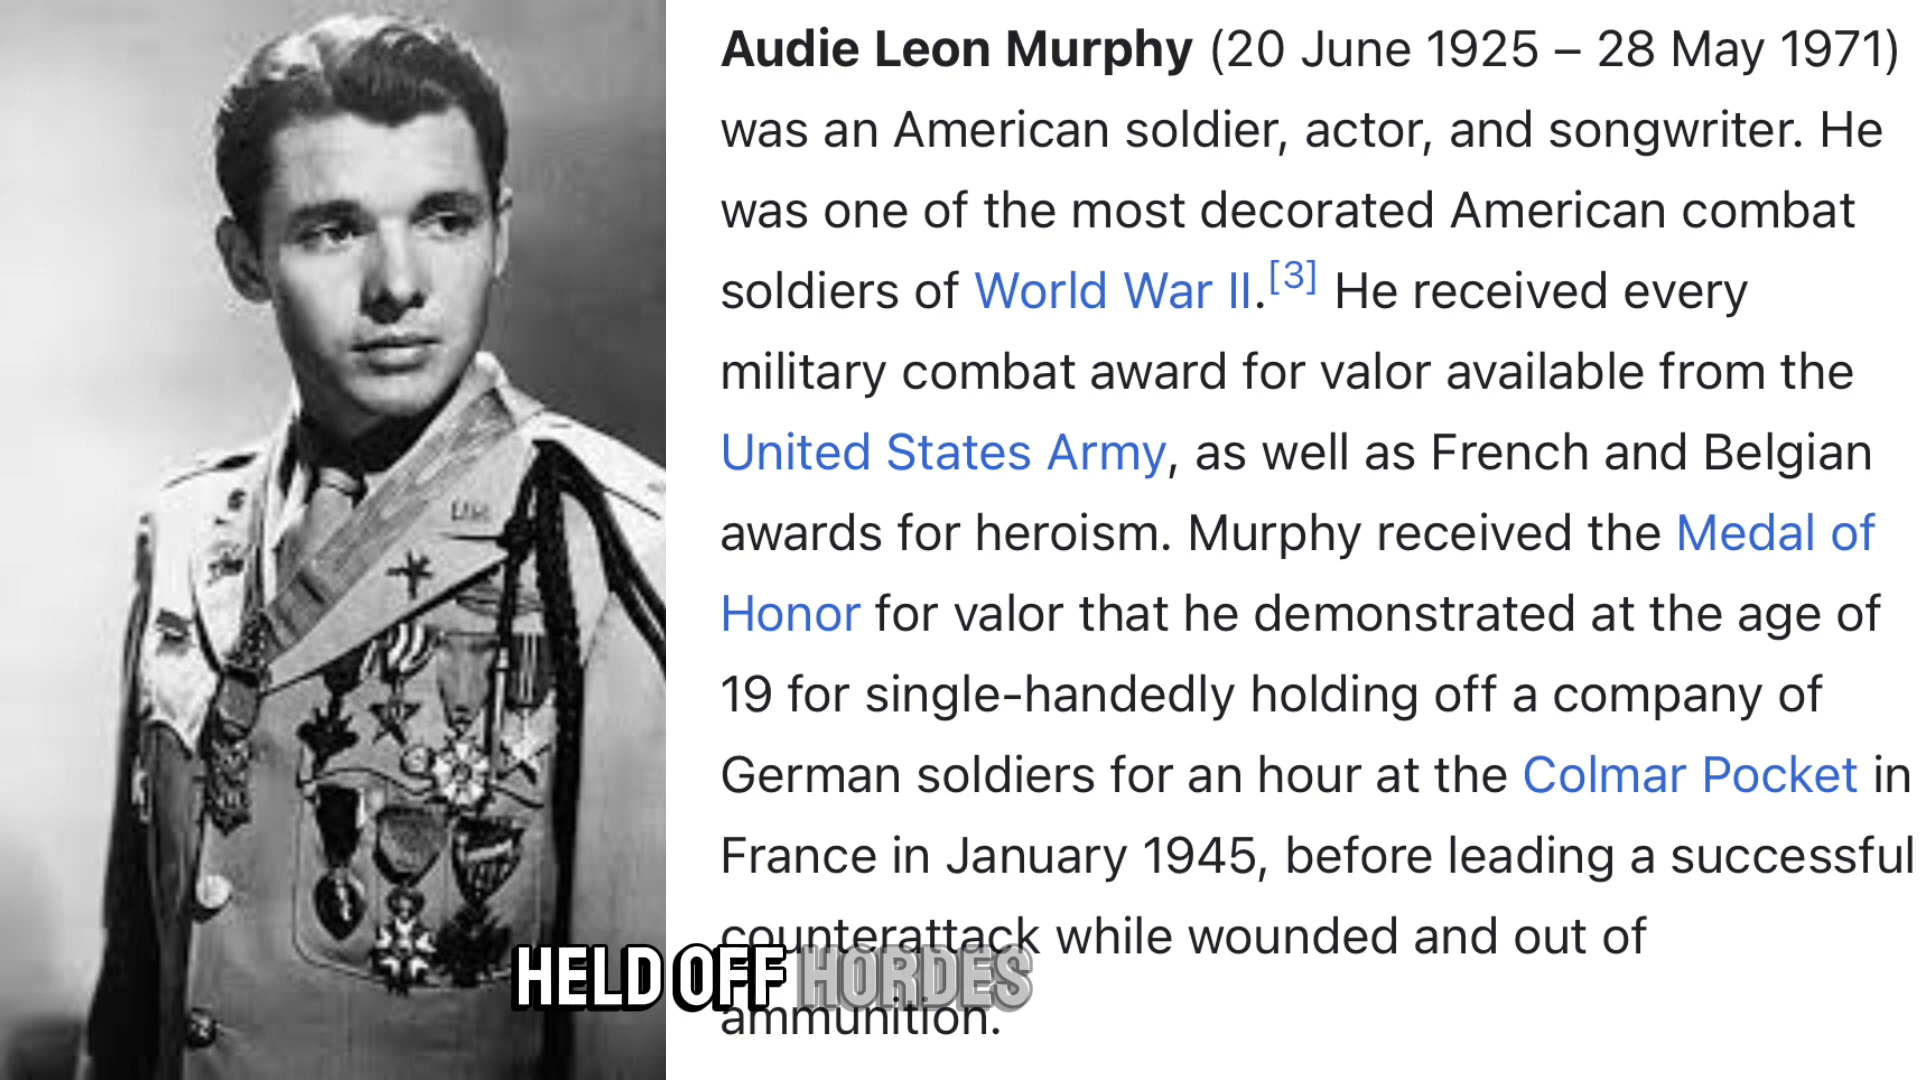 Audie Leon Murphy (20 June 1925 – 28 May 1971)
was an American soldier, actor, and songwriter. He
was one of the most decorated American combat
soldiers of World War II.[3] He received every
military combat award for valor available from the
United States Army, as well as French and Belgian
awards for heroism. Murphy received the Medal of
Honor for valor that he demonstrated at the age of
19 for single-handedly holding off a company of
German soldiers for an hour at the Colmar Pocket in
France in January 1945, before leading a successful
counterattack while wounded and out of
HELD OFF HORDES
ammunition.